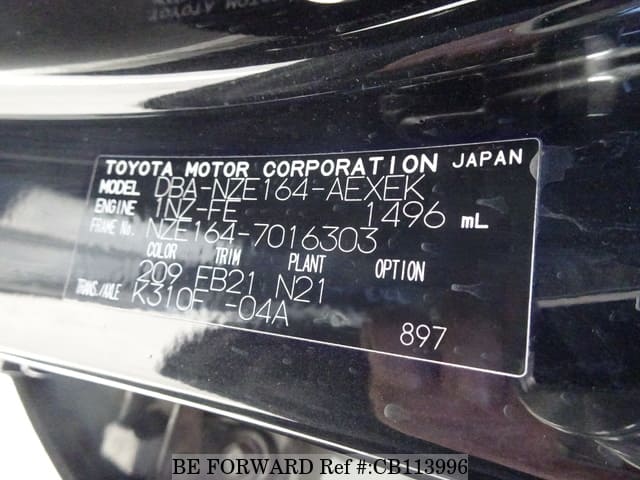 TOYOTA MOTOR CORPORATION JAPAN
MODEL DBA-NZE164-AEXEK
ENGINE 1NZ-FE 1496 mL
FRAME No. NZE164-7016303
COLOR TRIM PLANT OPTION
209 EB21 N21
TRANS./AXLE K310F -04A
897
BE FORWARD Ref #:CB113996